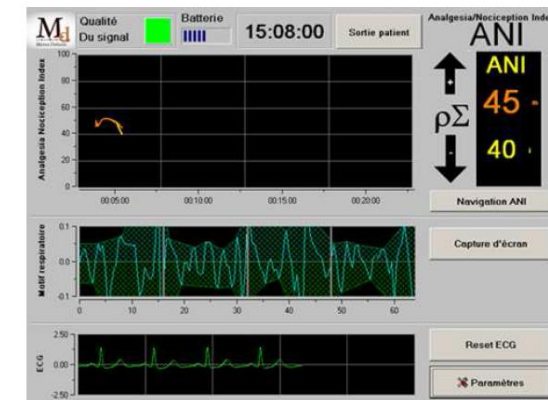 Md
Qualité
Du signal
Batterie
15:08:00
Sortie patient
Analgesia/Nociception Inde
ANI
ANI
45
ρΣ
40
+
-
Analgesia Nociception Index
100
80
60
40
20
0
00:05:00 00:10:00 00:15:00 00:20:00
Navigation ANI
Motif respiratoire
0.1
0.0
-0.1
0 10 20 30 40 50 60
Capture d'écran
ECG
2.50
0.00
-2.50
Reset ECG
Paramètres